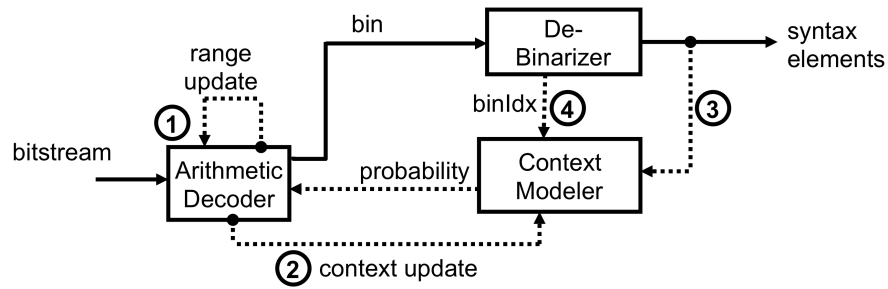 bin
De-
Binarizer
syntax
elements
range
update
binIdx
4
3
1
bitstream
Arithmetic
Decoder
probability
Context
Modeler
2 context update